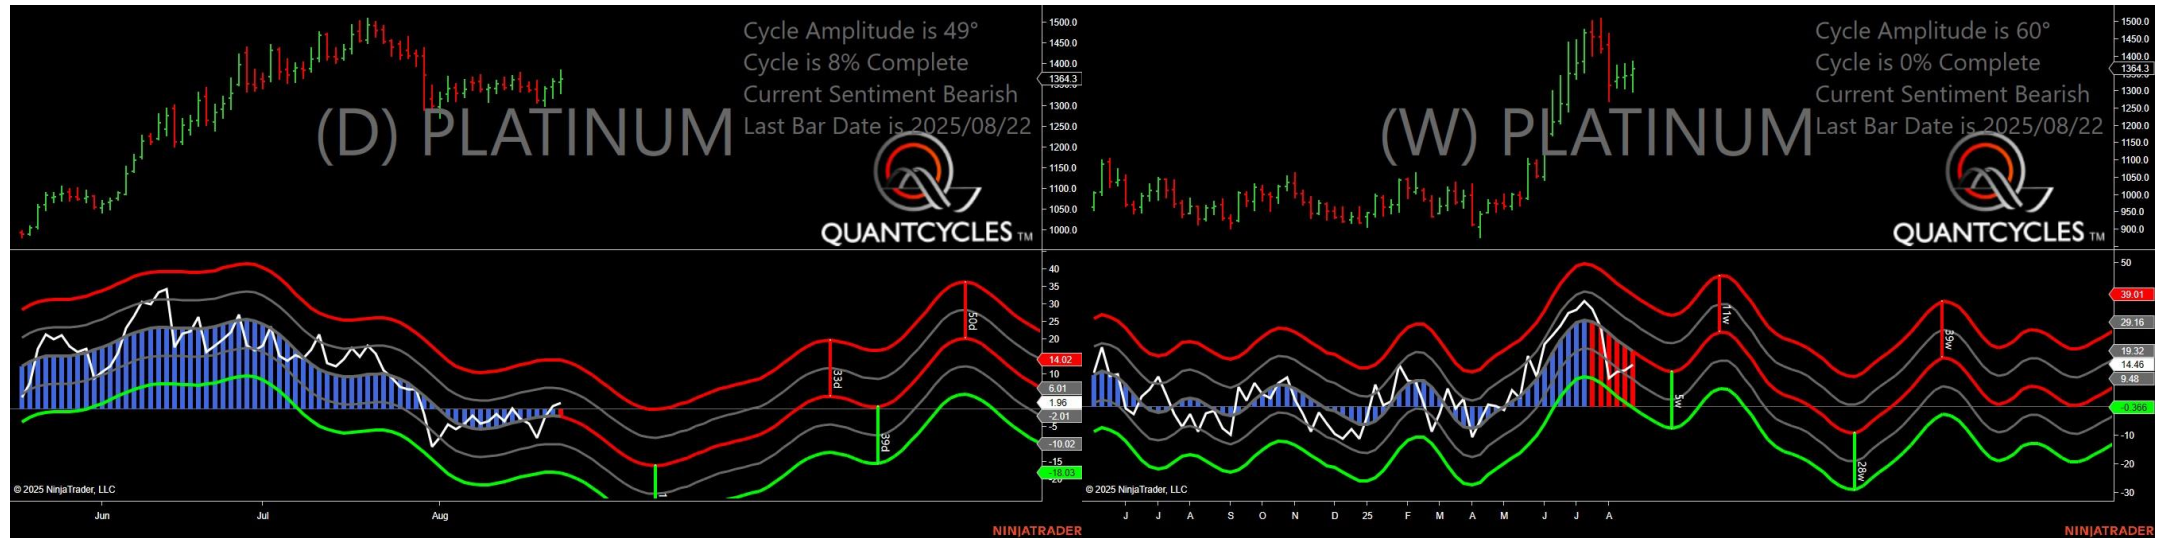 Cycle Amplitude is 49°
Cycle is 8% Complete
Current Sentiment Bearish
Last Bar Date is 2025/08/22
(D) PLATINUM
QUANTCYCLES TM
1500.0
1450.0
1400.0
1364.3
1300.0
1250.0
1200.0
1150.0
1100.0
1050.0
1000.0
40
35
30
25
20
14.02
10
6.01
1.96
-2.01
-5
-10.02
-15
-18.03
-20
33d
39d
50d
© 2025 NinjaTrader, LLC
Jun Jul Aug
NINJATRADER
Cycle Amplitude is 60°
Cycle is 0% Complete
Current Sentiment Bearish
Last Bar Date is 2025/08/22
(W) PLATINUM
QUANTCYCLES TM
1500.0
1450.0
1400.0
1364.3
1300.0
1250.0
1200.0
1150.0
1100.0
1050.0
1000.0
950.0
900.0
50
39.01
29.16
19.32
14.46
9.48
-0.366
-10
-20
-30
5w
11w
28w
39w
© 2025 NinjaTrader, LLC
J J A S O N D 25 F M A M J J A
NINJATRADER